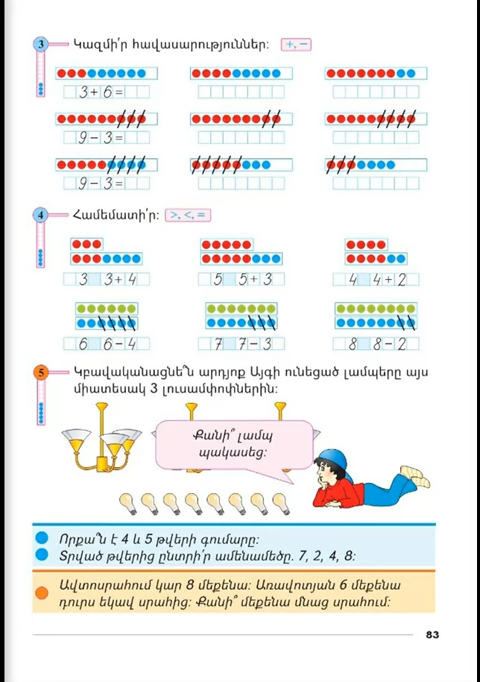 3 Կազմի՛ր հավասարություններ: +, −
3+6=
9−3=
9−3=
4 Համեմատի՛ր: >, <, =
3 3+4 5 5+3 4 4+2
6 6−4 7 7−3 8 8−2
5 Կբավականացնե՞ն արդյոք Այգի ունեցած լամպերը այս
միատեսակ 3 լուսամփոփներին:
Քանի՞ լամպ
պակասեց:
Որքա՞ն է 4 և 5 թվերի գումարը:
Տրված թվերից ընտրի՛ր ամենամեծը. 7, 2, 4, 8:
Ավտոսրահում կար 8 մեքենա: Առավոտյան 6 մեքենա
դուրս եկավ սրահից: Քանի՞ մեքենա մնաց սրահում:
83